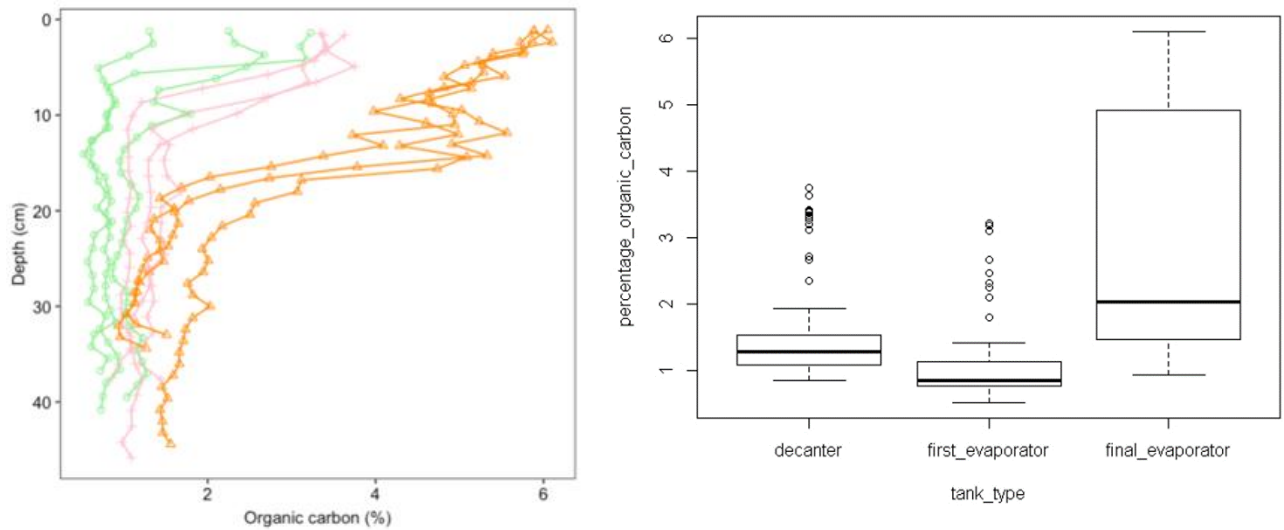 0
10
20
30
40
Depth (cm)
2
4
6
Organic carbon (%)
6
5
4
3
2
1
percentage_organic_carbon
decanter
first_evaporator
final_evaporator
tank_type